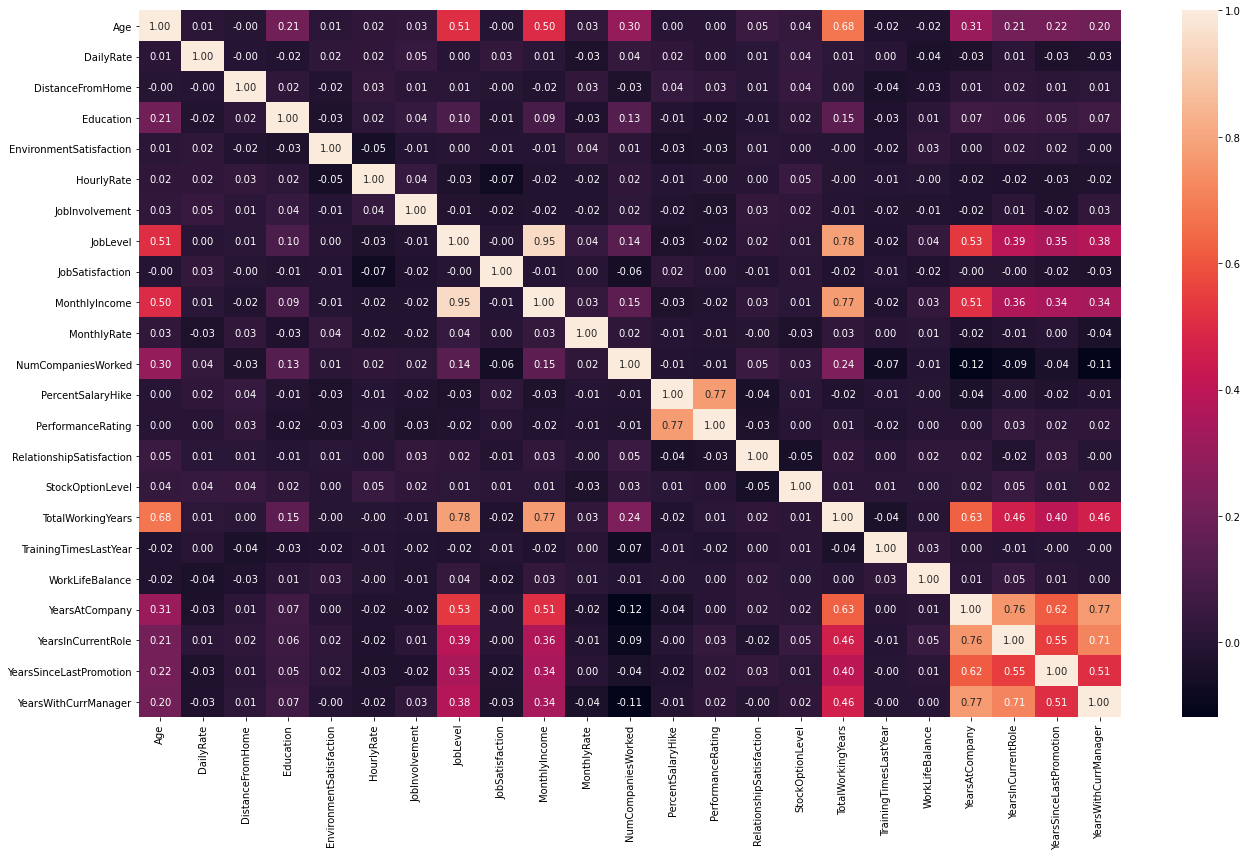 Age 1.00 0.01 -0.00 0.21 0.01 0.02 0.03 0.51 -0.00 0.50 0.03 0.30 0.00 0.00 0.05 0.04 0.68 -0.02 -0.02 0.31 0.21 0.22 0.20
DailyRate 0.01 1.00 -0.00 -0.02 0.02 0.02 0.05 0.00 0.03 0.01 -0.03 0.04 0.02 0.00 0.01 0.04 0.01 0.00 -0.04 -0.03 0.01 -0.03 -0.03
DistanceFromHome -0.00 -0.00 1.00 0.02 -0.02 0.03 0.01 0.01 -0.00 -0.02 0.03 -0.03 0.04 0.03 0.01 0.04 0.00 -0.04 -0.03 0.01 0.02 0.01 0.01
Education 0.21 -0.02 0.02 1.00 -0.03 0.02 0.04 0.10 -0.01 0.09 -0.03 0.13 -0.01 -0.02 -0.01 0.02 0.15 -0.03 0.01 0.07 0.06 0.05 0.07
EnvironmentSatisfaction 0.01 0.02 -0.02 -0.03 1.00 -0.05 -0.01 0.00 -0.01 -0.01 0.04 0.01 -0.03 -0.03 0.01 0.00 -0.00 -0.02 0.03 0.00 0.02 0.02 -0.00
HourlyRate 0.02 0.02 0.03 0.02 -0.05 1.00 0.04 -0.03 -0.07 -0.02 -0.02 0.02 -0.01 -0.00 0.00 0.05 -0.00 -0.01 -0.00 -0.02 -0.02 -0.03 -0.02
JobInvolvement 0.03 0.05 0.01 0.04 -0.01 0.04 1.00 -0.01 -0.02 -0.02 -0.02 0.02 -0.02 -0.03 0.03 0.02 -0.01 -0.02 -0.01 -0.02 0.01 -0.02 0.03
JobLevel 0.51 0.00 0.01 0.10 0.00 -0.03 -0.01 1.00 -0.00 0.95 0.04 0.14 -0.03 -0.02 0.02 0.01 0.78 -0.02 0.04 0.53 0.39 0.35 0.38
JobSatisfaction -0.00 0.03 -0.00 -0.01 -0.01 -0.07 -0.02 -0.00 1.00 -0.01 0.00 -0.06 0.02 0.00 -0.01 0.01 -0.02 -0.01 -0.02 -0.00 -0.00 -0.02 -0.03
MonthlyIncome 0.50 0.01 -0.02 0.09 -0.01 -0.02 -0.02 0.95 -0.01 1.00 0.03 0.15 -0.03 -0.02 0.03 0.01 0.77 -0.02 0.03 0.51 0.36 0.34 0.34
MonthlyRate 0.03 -0.03 0.03 -0.03 0.04 -0.02 -0.02 0.04 0.00 0.03 1.00 0.02 -0.01 -0.01 -0.00 -0.03 0.03 0.00 0.01 -0.02 -0.01 0.00 -0.04
NumCompaniesWorked 0.30 0.04 -0.03 0.13 0.01 0.02 0.02 0.14 -0.06 0.15 0.02 1.00 -0.01 -0.01 0.05 0.03 0.24 -0.07 -0.01 -0.12 -0.09 -0.04 -0.11
PercentSalaryHike 0.00 0.02 0.04 -0.01 -0.03 -0.01 -0.02 -0.03 0.02 -0.03 -0.01 -0.01 1.00 0.77 -0.04 0.01 -0.02 -0.01 -0.00 -0.04 -0.00 -0.02 -0.01
PerformanceRating 0.00 0.00 0.03 -0.02 -0.03 -0.00 -0.03 -0.02 0.00 -0.02 -0.01 -0.01 0.77 1.00 -0.03 0.00 0.01 -0.02 0.00 0.00 0.03 0.02 0.02
RelationshipSatisfaction 0.05 0.01 0.01 -0.01 0.01 0.00 0.03 0.02 -0.01 0.03 -0.00 0.05 -0.04 -0.03 1.00 -0.05 0.02 0.00 0.02 0.02 -0.02 0.03 -0.00
StockOptionLevel 0.04 0.04 0.04 0.02 0.00 0.05 0.02 0.01 0.01 0.01 -0.03 0.03 0.01 0.00 -0.05 1.00 0.01 0.01 0.00 0.02 0.05 0.01 0.02
TotalWorkingYears 0.68 0.01 0.00 0.15 -0.00 -0.00 -0.01 0.78 -0.02 0.77 0.03 0.24 -0.02 0.01 0.02 0.01 1.00 -0.04 0.00 0.63 0.46 0.40 0.46
TrainingTimesLastYear -0.02 0.00 -0.04 -0.03 -0.02 -0.01 -0.02 -0.02 -0.01 -0.02 0.00 -0.07 -0.01 -0.02 0.00 0.01 -0.04 1.00 0.03 0.00 -0.01 -0.00 -0.00
WorkLifeBalance -0.02 -0.04 -0.03 0.01 0.03 -0.00 -0.01 0.04 -0.02 0.03 0.01 -0.01 -0.00 0.00 0.02 0.00 0.00 0.03 1.00 0.01 0.05 0.01 0.00
YearsAtCompany 0.31 -0.03 0.01 0.07 0.00 -0.02 -0.02 0.53 -0.00 0.51 -0.02 -0.12 -0.04 0.00 0.02 0.02 0.63 0.00 0.01 1.00 0.76 0.62 0.77
YearsInCurrentRole 0.21 0.01 0.02 0.06 0.02 -0.02 0.01 0.39 -0.00 0.36 -0.01 -0.09 -0.00 0.03 -0.02 0.05 0.46 -0.01 0.05 0.76 1.00 0.55 0.71
YearsSinceLastPromotion 0.22 -0.03 0.01 0.05 0.02 -0.03 -0.02 0.35 -0.02 0.34 0.00 -0.04 -0.02 0.02 0.03 0.01 0.40 -0.00 0.01 0.62 0.55 1.00 0.51
YearsWithCurrManager 0.20 -0.03 0.01 0.07 -0.00 -0.02 0.03 0.38 -0.03 0.34 -0.04 -0.11 -0.01 0.02 -0.00 0.02 0.46 -0.00 0.00 0.77 0.71 0.51 1.00
Age
DailyRate
DistanceFromHome
Education
EnvironmentSatisfaction
HourlyRate
JobInvolvement
JobLevel
JobSatisfaction
MonthlyIncome
MonthlyRate
NumCompaniesWorked
PercentSalaryHike
PerformanceRating
RelationshipSatisfaction
StockOptionLevel
TotalWorkingYears
TrainingTimesLastYear
WorkLifeBalance
YearsAtCompany
YearsInCurrentRole
YearsSinceLastPromotion
YearsWithCurrManager
1.0
0.8
0.6
0.4
0.2
0.0